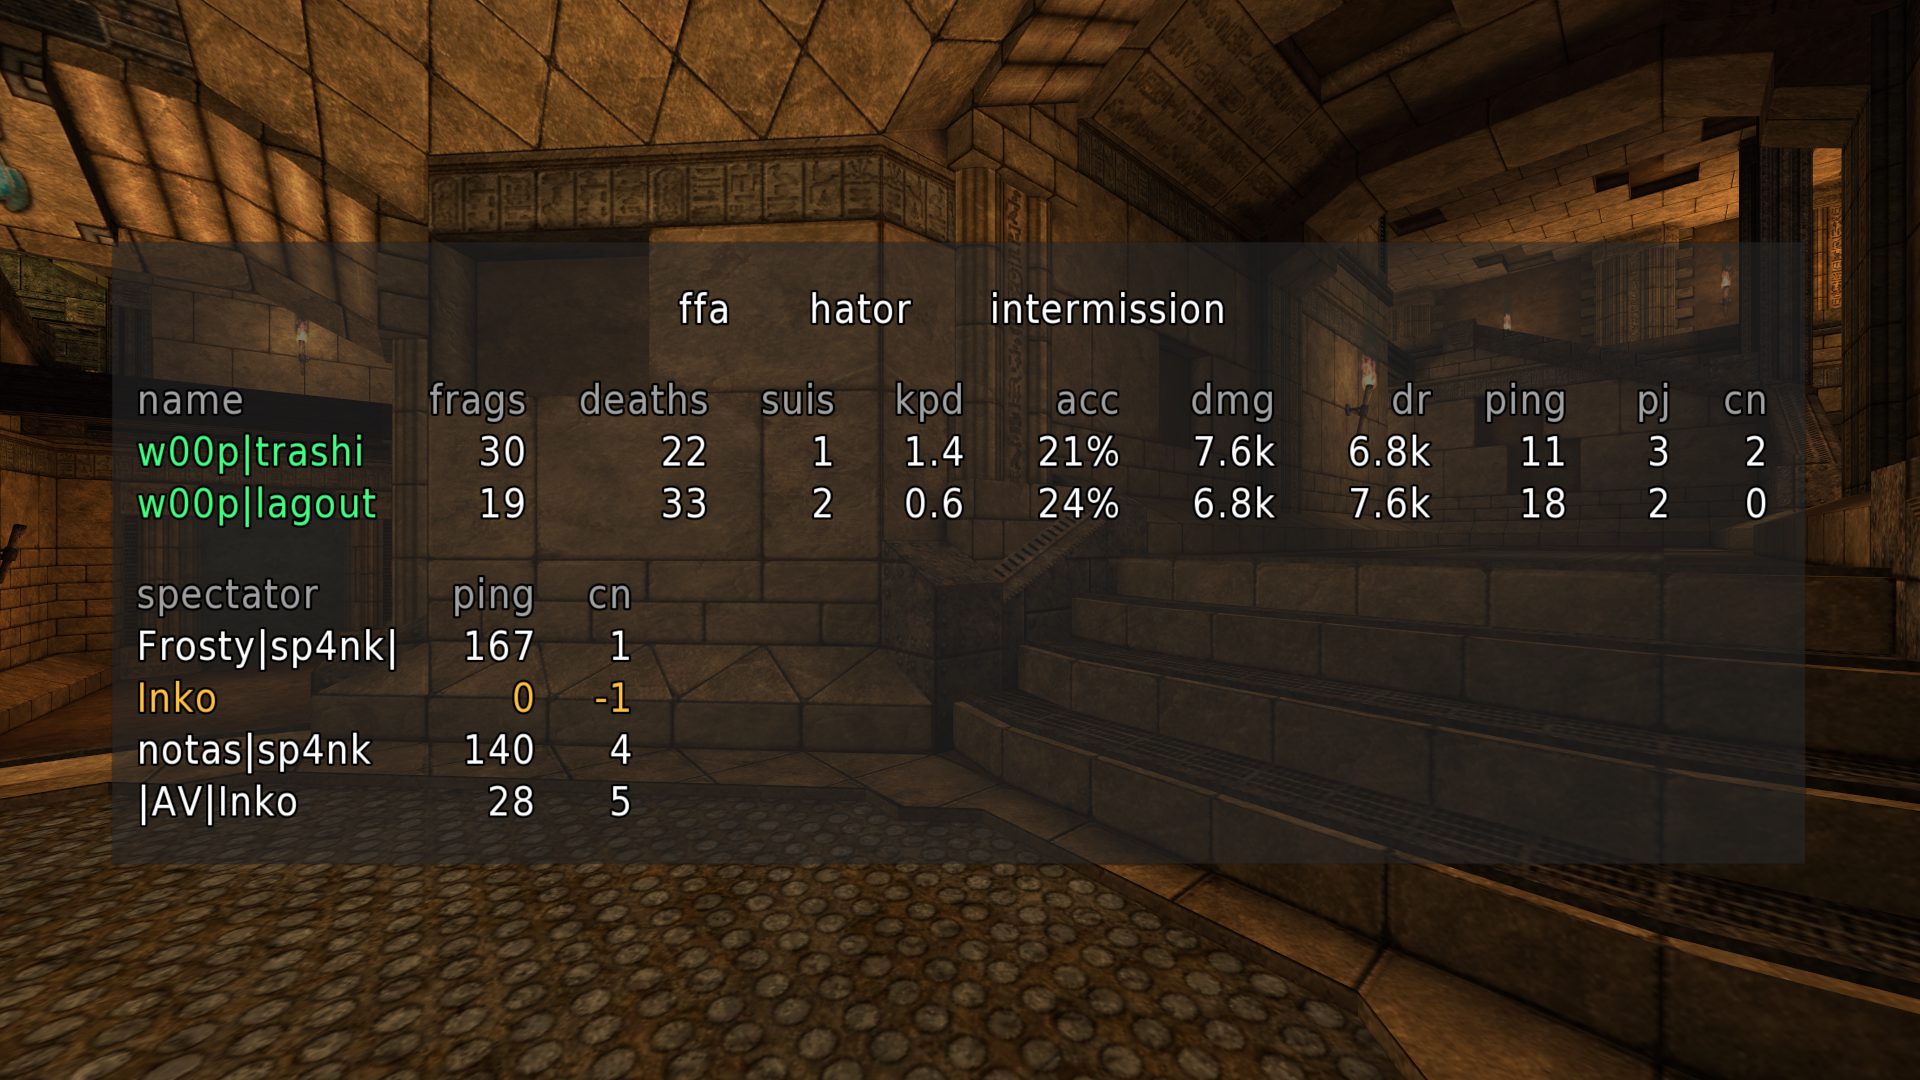 ffa hator intermission
name frags deaths suis kpd acc dmg dr ping pj cn
w00p|trashi 30 22 1 1.4 21% 7.6k 6.8k 11 3 2
w00p|lagout 19 33 2 0.6 24% 6.8k 7.6k 18 2 0
spectator ping cn
Frosty|sp4nk| 167 1
Inko 0 -1
notas|sp4nk 140 4
|AV|Inko 28 5